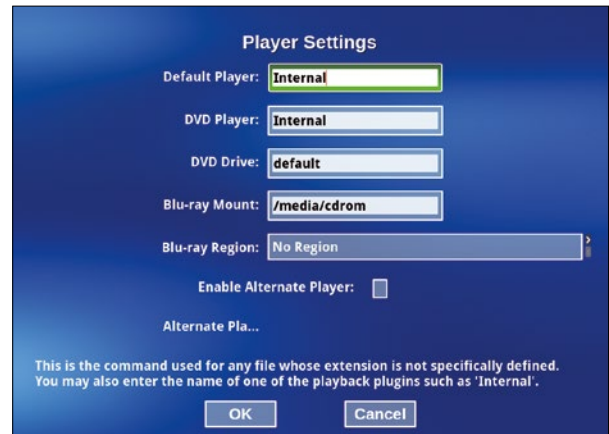 Player Settings
Default Player: Internal
DVD Player: Internal
DVD Drive: default
Blu-ray Mount: /media/cdrom
Blu-ray Region: No Region
Enable Alternate Player:
Alternate Pla...
This is the command used for any file whose extension is not specifically defined.
You may also enter the name of one of the playback plugins such as 'Internal'.
OK Cancel